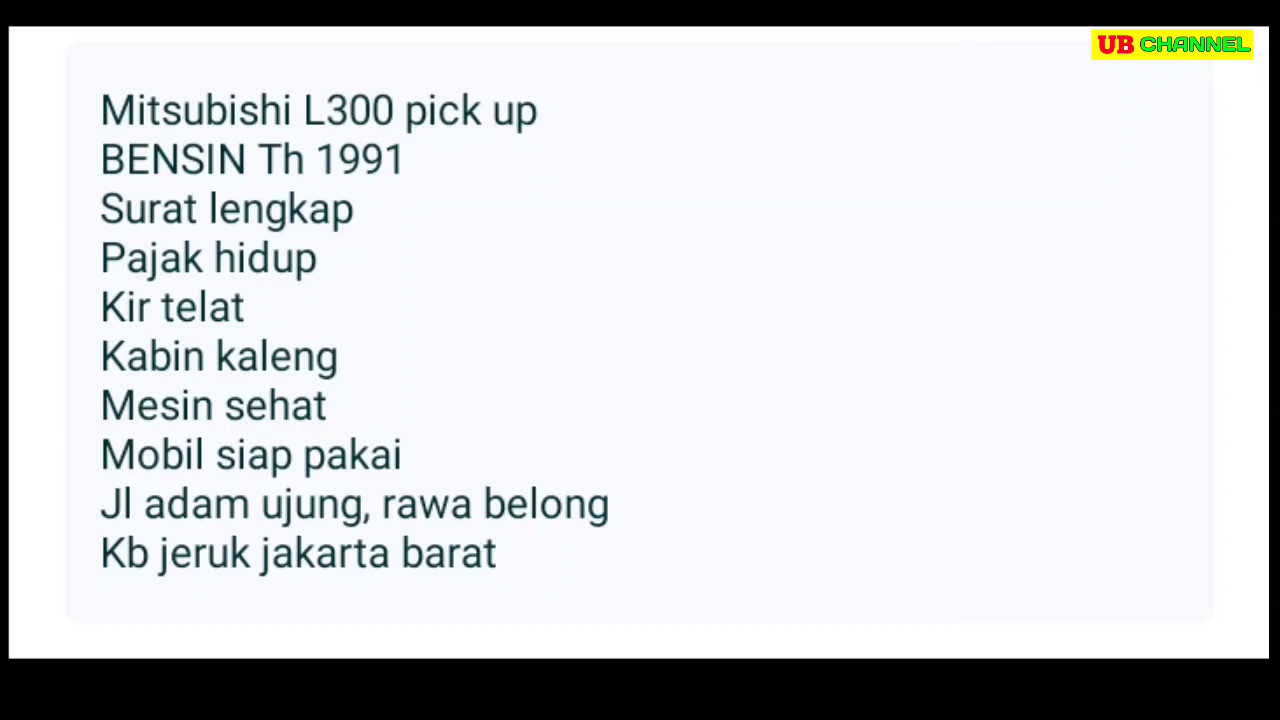 UB CHANNEL
Mitsubishi L300 pick up
BENSIN Th 1991
Surat lengkap
Pajak hidup
Kir telat
Kabin kaleng
Mesin sehat
Mobil siap pakai
Jl adam ujung, rawa belong
Kb jeruk jakarta barat